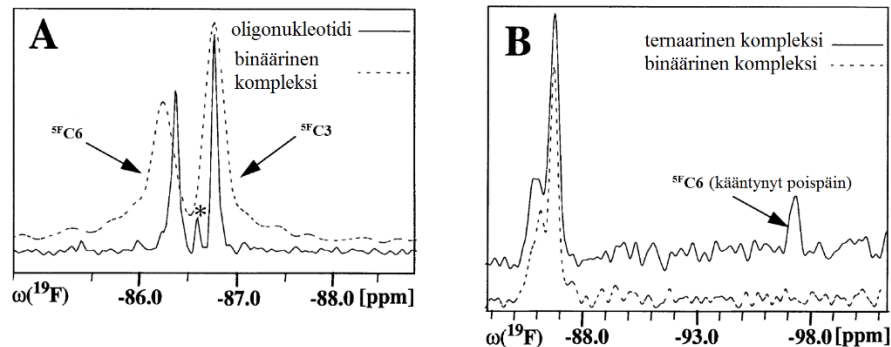 A
oligonukleotidi
binäärinen
kompleksi
⁵ᶠC6
⁵ᶠC3
*
ω(¹⁹F) -86.0 -87.0 -88.0 [ppm]
B
ternaarinen kompleksi
binäärinen kompleksi
⁵ᶠC6 (kääntynyt poispäin)
ω(¹⁹F) -88.0 -93.0 -98.0 [ppm]